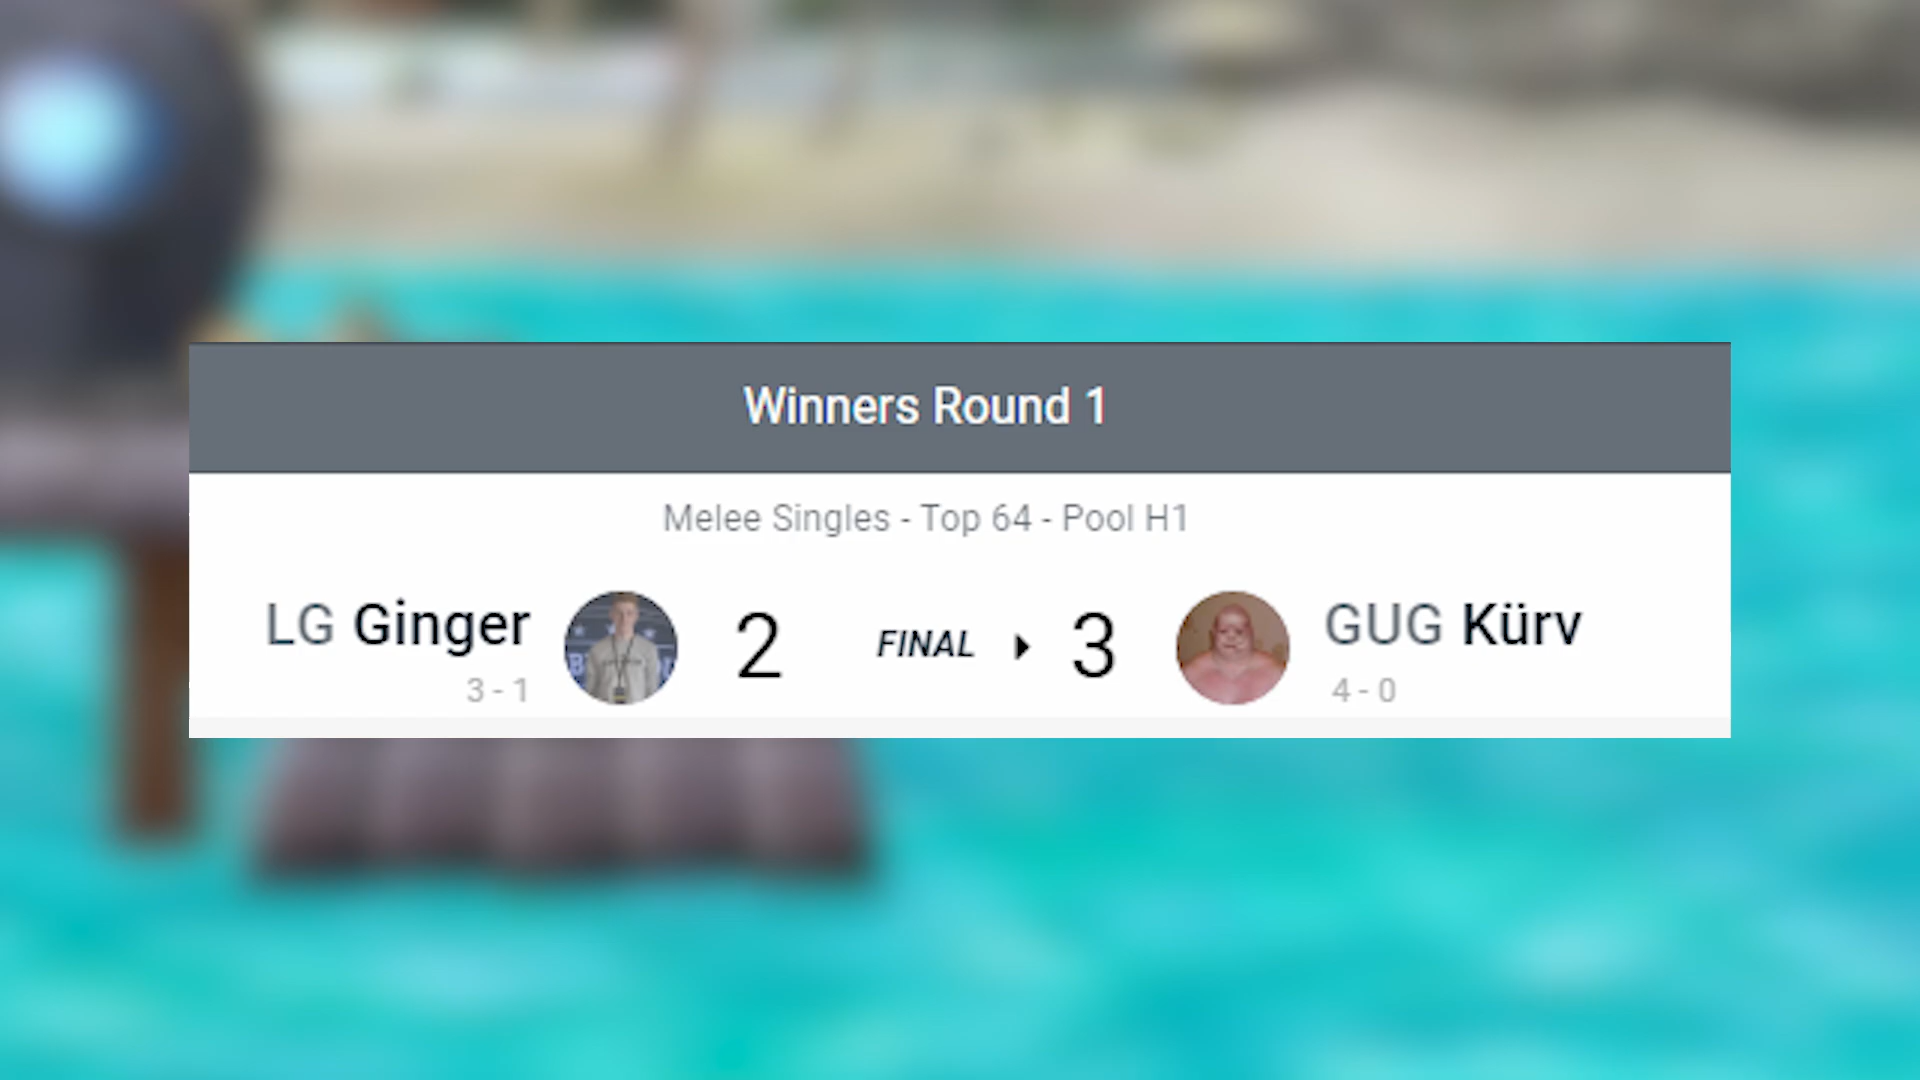 Winners Round 1
Melee Singles - Top 64 - Pool H1
LG Ginger 2 FINAL 3 GUG Kürv
3 - 1 4 - 0